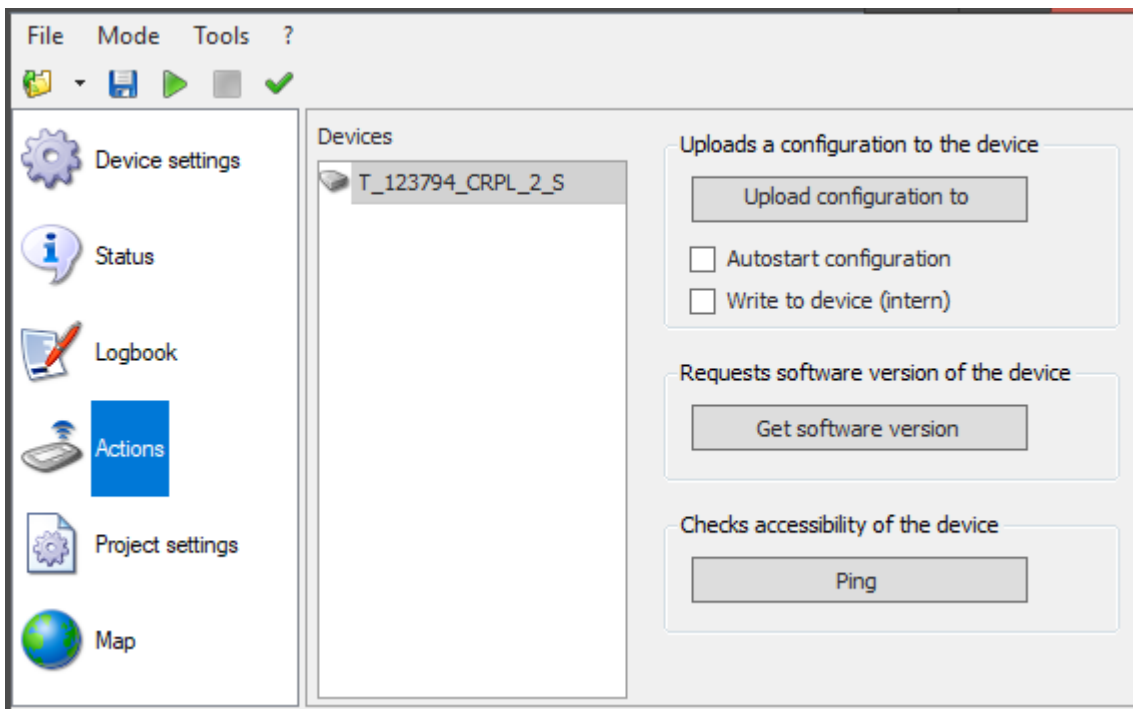 File Mode Tools ?
Device settings
Status
Logbook
Actions
Project settings
Map
Devices
T_123794_CRPL_2_S
Uploads a configuration to the device
Upload configuration to
Autostart configuration
Write to device (intern)
Requests software version of the device
Get software version
Checks accessibility of the device
Ping